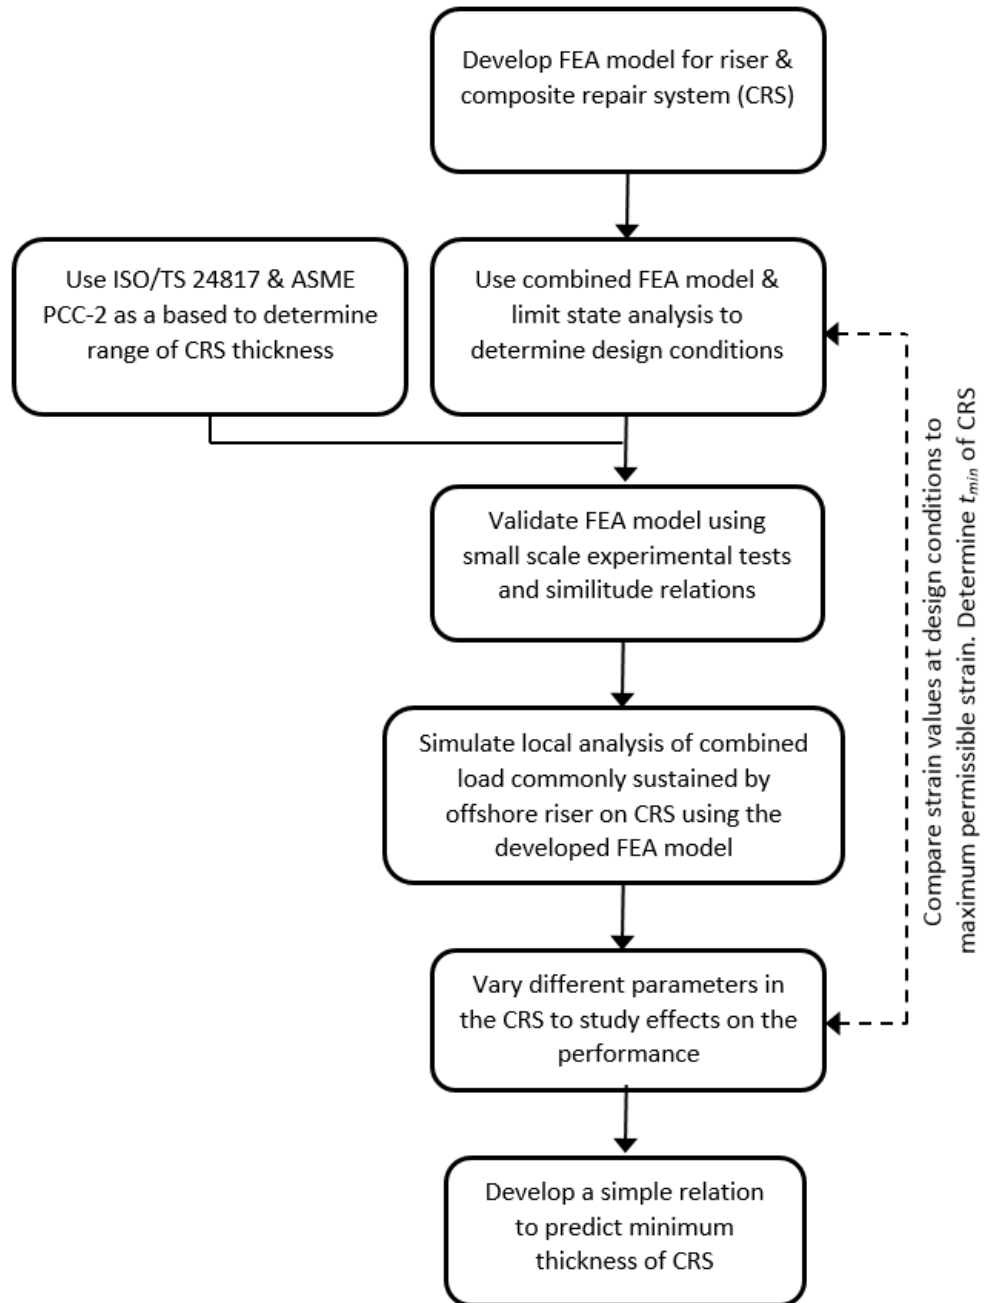 Develop FEA model for riser &
composite repair system (CRS)
Use ISO/TS 24817 & ASME
PCC-2 as a based to determine
range of CRS thickness
Use combined FEA model &
limit state analysis to
determine design conditions
Validate FEA model using
small scale experimental tests
and similitude relations
Simulate local analysis of combined
load commonly sustained by
offshore riser on CRS using the
developed FEA model
Vary different parameters in
the CRS to study effects on the
performance
Develop a simple relation
to predict minimum
thickness of CRS
Compare strain values at design conditions to
maximum permissible strain. Determine tmin of CRS